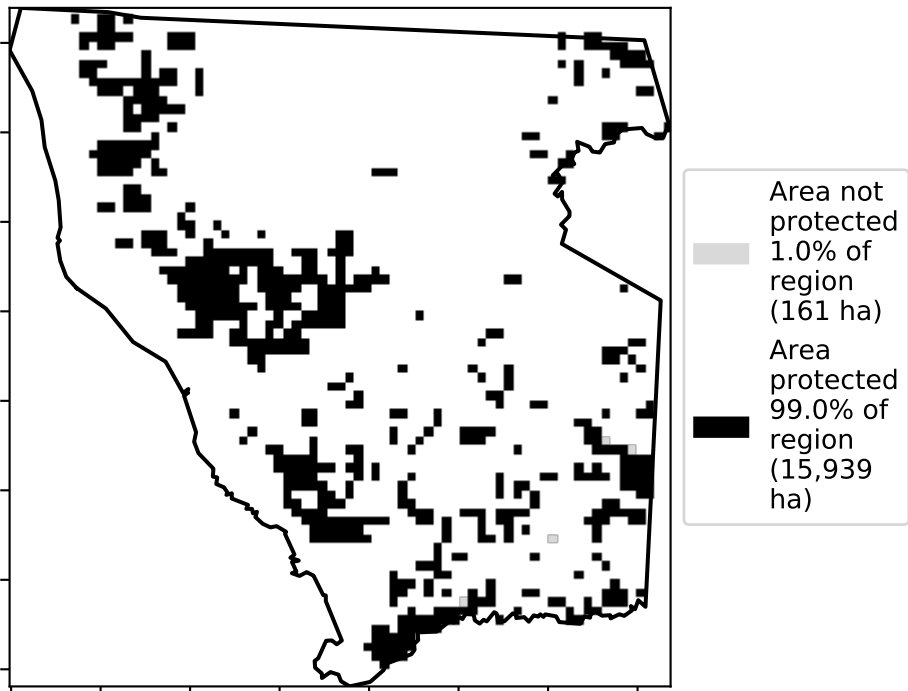 Area not
protected
1.0% of
region
(161 ha)
Area
protected
99.0% of
region
(15,939
ha)